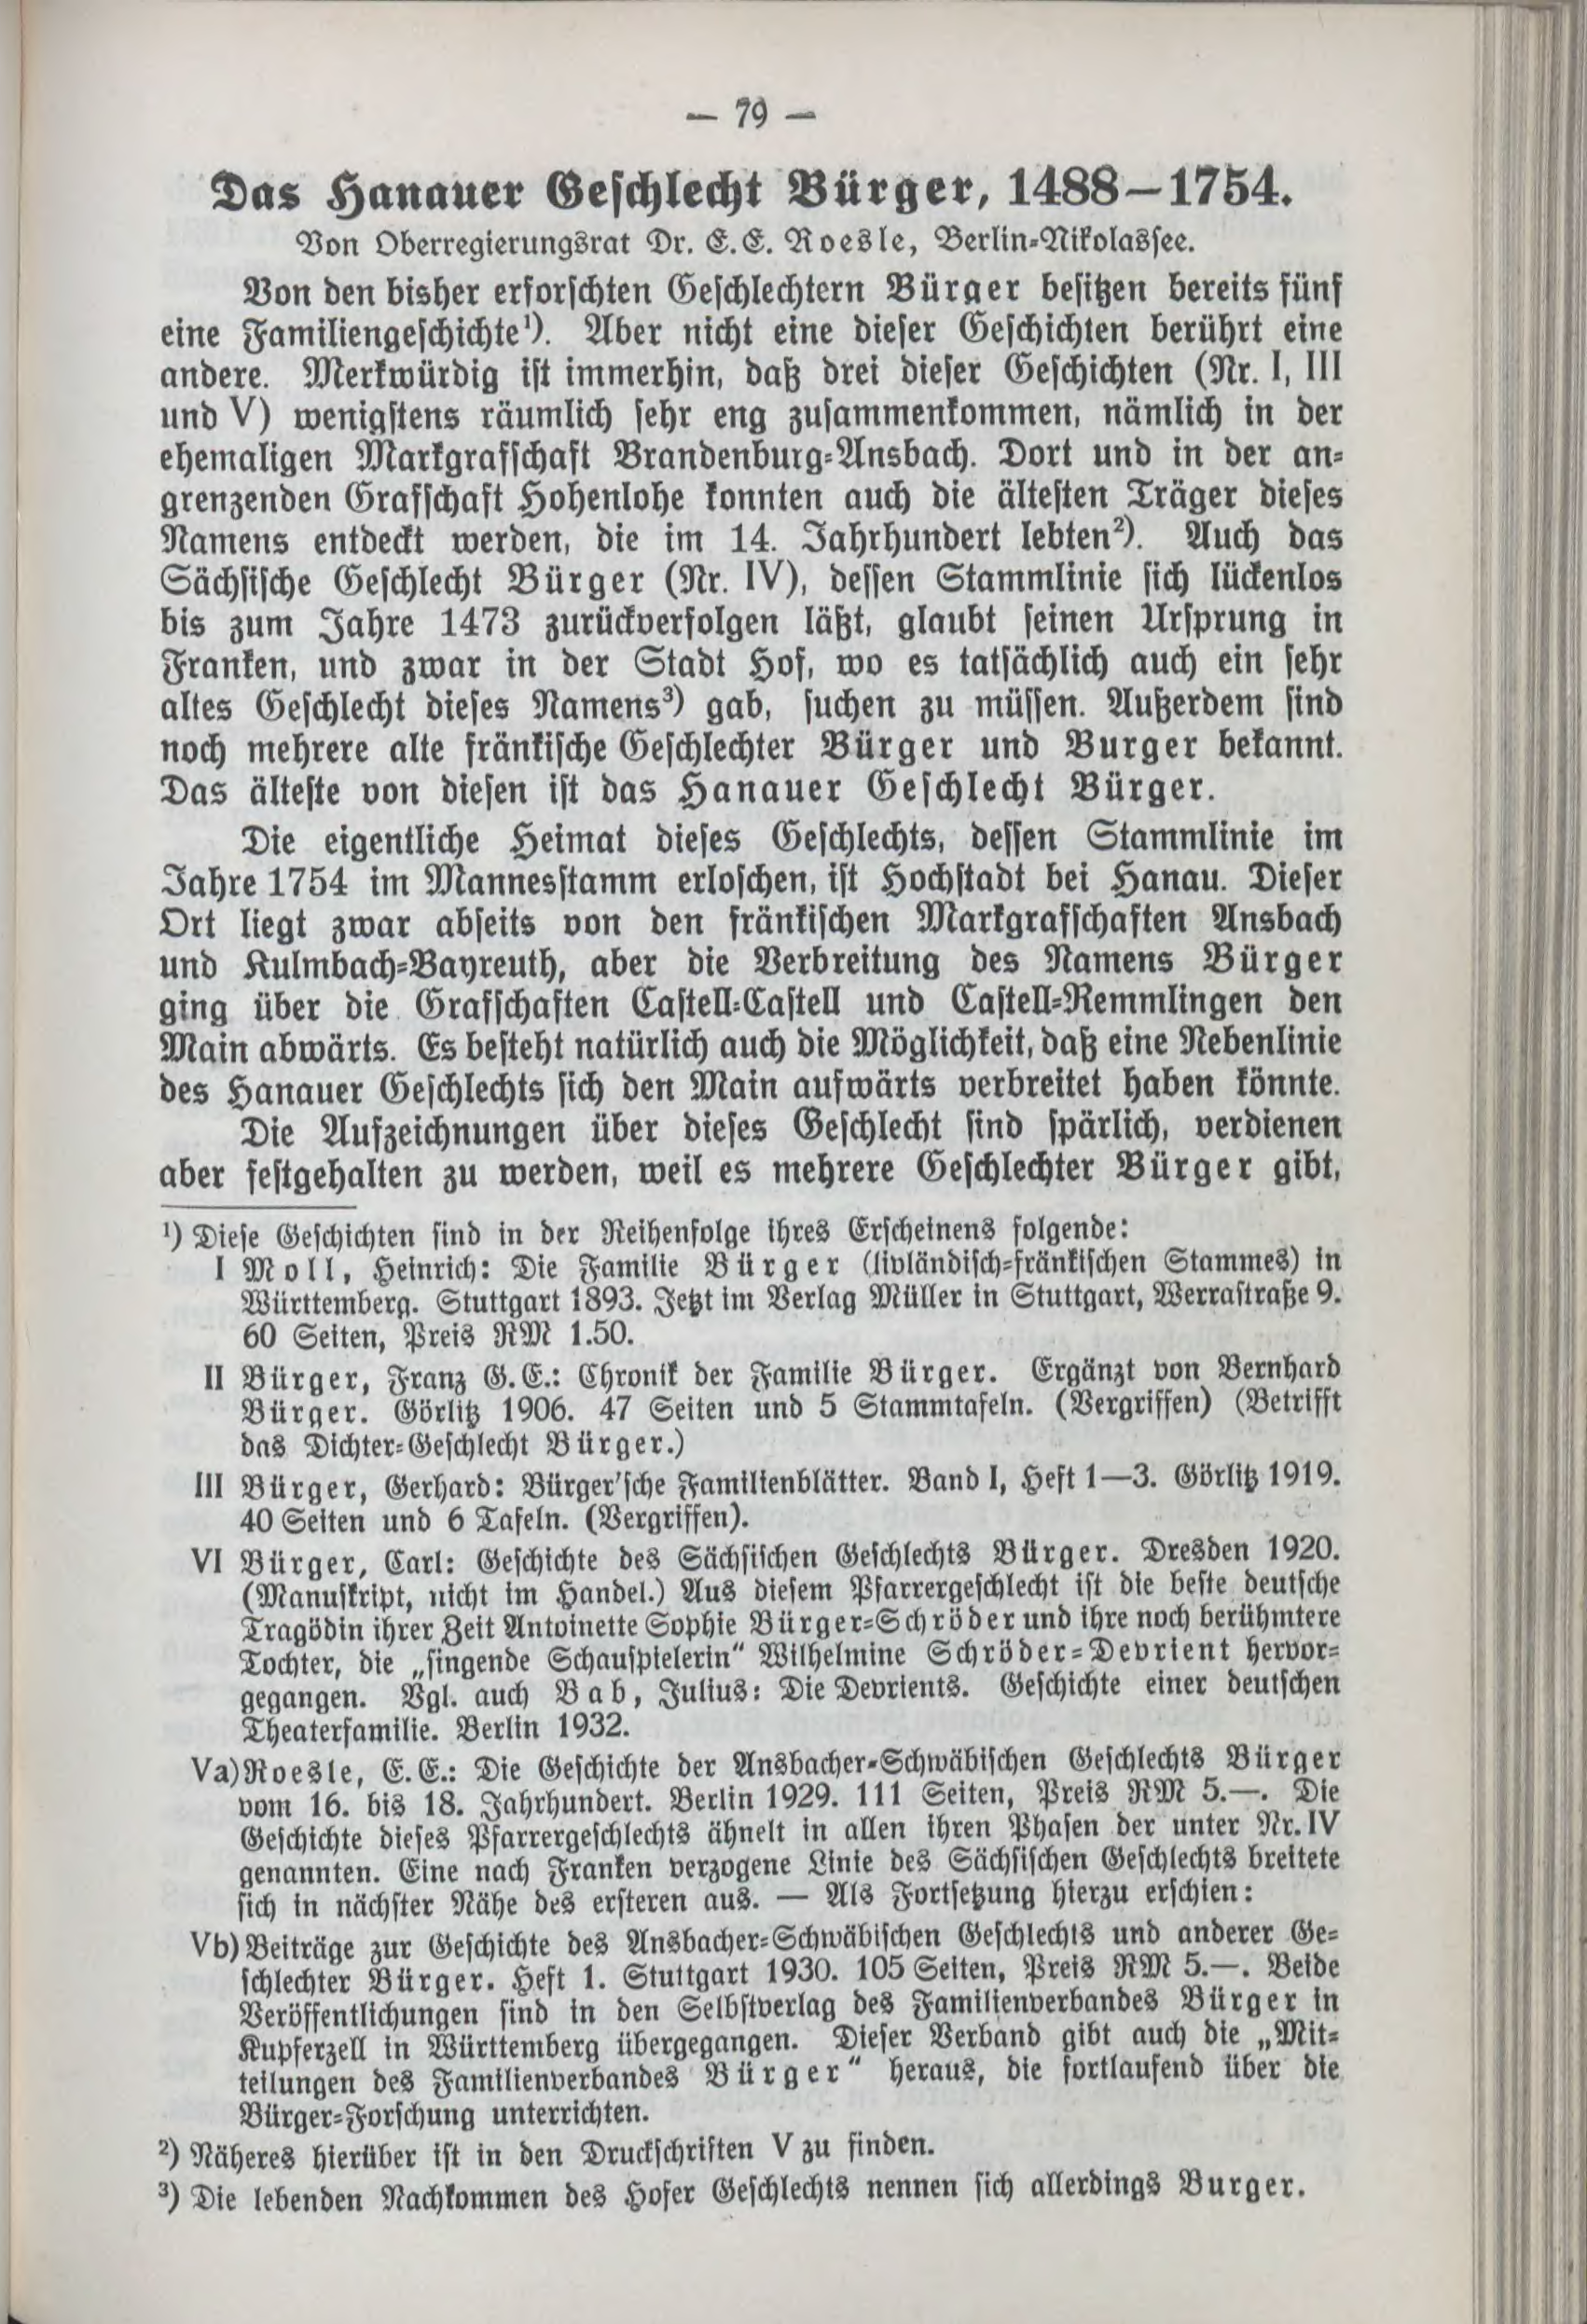 — 79 —
Das Hanauer Geschlecht Bürger, 1488—1754.
Von Oberregierungsrat Dr. E. E. Roesle, Berlin-Nikolassee.
Von den bisher erforschten Geschlechtern Bürger besitzen bereits fünf
eine Familiengeschichte¹). Aber nicht eine dieser Geschichten berührt eine
andere. Merkwürdig ist immerhin, daß drei dieser Geschichten (Nr. I, III
und V) wenigstens räumlich sehr eng zusammenkommen, nämlich in der
ehemaligen Markgrafschaft Brandenburg-Ansbach. Dort und in der an-
grenzenden Grafschaft Hohenlohe konnten auch die ältesten Träger dieses
Namens entdeckt werden, die im 14. Jahrhundert lebten²). Auch das
Sächsische Geschlecht Bürger (Nr. IV), dessen Stammlinie sich lückenlos
bis zum Jahre 1473 zurückverfolgen läßt, glaubt seinen Ursprung in
Franken, und zwar in der Stadt Hof, wo es tatsächlich auch ein sehr
altes Geschlecht dieses Namens³) gab, suchen zu müssen. Außerdem sind
noch mehrere alte fränkische Geschlechter Bürger und Burger bekannt.
Das älteste von diesen ist das Hanauer Geschlecht Bürger.
Die eigentliche Heimat dieses Geschlechts, dessen Stammlinie im
Jahre 1754 im Mannesstamm erloschen, ist Hochstadt bei Hanau. Dieser
Ort liegt zwar abseits von den fränkischen Markgrafschaften Ansbach
und Kulmbach-Bayreuth, aber die Verbreitung des Namens Bürger
ging über die Grafschaften Castell-Castell und Castell-Remmlingen den
Main abwärts. Es besteht natürlich auch die Möglichkeit, daß eine Nebenlinie
des Hanauer Geschlechts sich den Main aufwärts verbreitet haben könnte.
Die Aufzeichnungen über dieses Geschlecht sind spärlich, verdienen
aber festgehalten zu werden, weil es mehrere Geschlechter Bürger gibt,
¹) Diese Geschichten sind in der Reihenfolge ihres Erscheinens folgende:
I Moll, Heinrich: Die Familie Bürger (livländisch-fränkischen Stammes) in
Württemberg. Stuttgart 1893. Jetzt im Verlag Müller in Stuttgart, Werrastraße 9.
60 Seiten, Preis RM 1.50.
II Bürger, Franz G. E.: Chronik der Familie Bürger. Ergänzt von Bernhard
Bürger. Görlitz 1906. 47 Seiten und 5 Stammtafeln. (Vergriffen) (Betrifft
das Dichter-Geschlecht Bürger.)
III Bürger, Gerhard: Bürger'sche Familienblätter. Band I, Heft 1—3. Görlitz 1919.
40 Seiten und 6 Tafeln. (Vergriffen).
VI Bürger, Carl: Geschichte des Sächsischen Geschlechts Bürger. Dresden 1920.
(Manuskript, nicht im Handel.) Aus diesem Pfarrergeschlecht ist die beste deutsche
Tragödin ihrer Zeit Antoinette Sophie Bürger-Schröder und ihre noch berühmtere
Tochter, die „singende Schauspielerin“ Wilhelmine Schröder-Devrient hervor-
gegangen. Vgl. auch Bab, Julius: Die Devrients. Geschichte einer deutschen
Theaterfamilie. Berlin 1932.
Va) Roesle, E. E.: Die Geschichte der Ansbacher-Schwäbischen Geschlechts Bürger
vom 16. bis 18. Jahrhundert. Berlin 1929. 111 Seiten, Preis RM 5.—. Die
Geschichte dieses Pfarrergeschlechts ähnelt in allen ihren Phasen der unter Nr. IV
genannten. Eine nach Franken verzogene Linie des Sächsischen Geschlechts breitete
sich in nächster Nähe des ersteren aus. — Als Fortsetzung hierzu erschien:
Vb) Beiträge zur Geschichte des Ansbacher-Schwäbischen Geschlechts und anderer Ge-
schlechter Bürger. Heft 1. Stuttgart 1930. 105 Seiten, Preis RM 5.—. Beide
Veröffentlichungen sind in den Selbstverlag des Familienverbandes Bürger in
Kupferzell in Württemberg übergegangen. Dieser Verband gibt auch die „Mit-
teilungen des Familienverbandes Bürger“ heraus, die fortlaufend über die
Bürger-Forschung unterrichten.
²) Näheres hierüber ist in den Druckschriften V zu finden.
³) Die lebenden Nachkommen des Hofer Geschlechts nennen sich allerdings Burger.